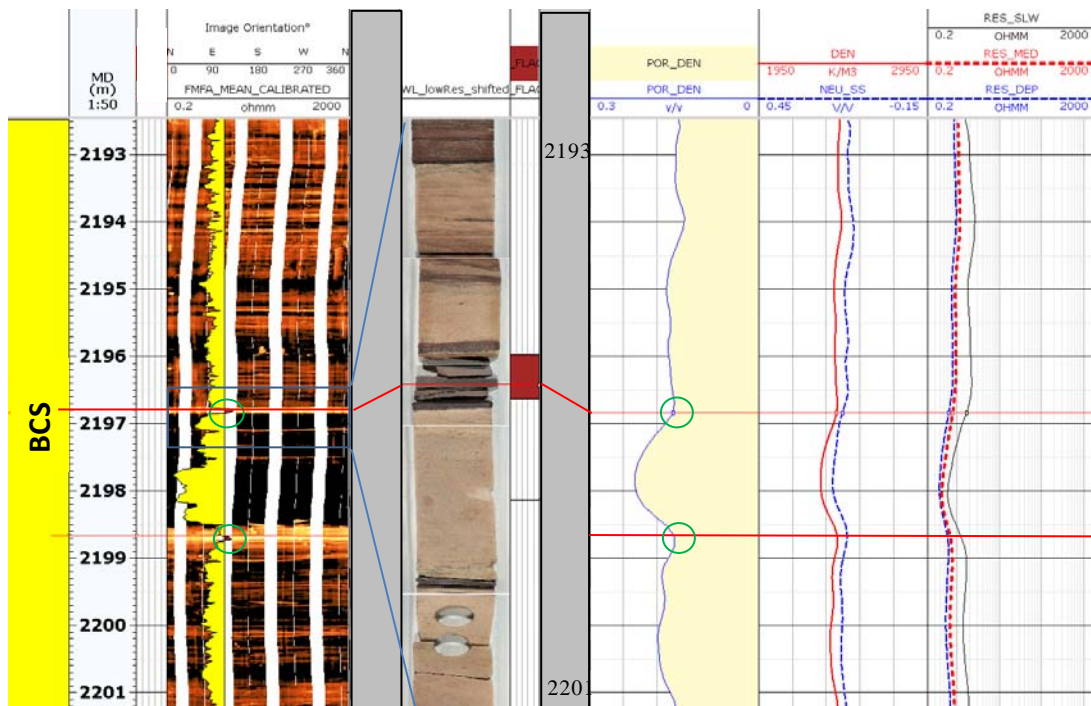 Image Orientation°
N E S W N
0 90 180 270 360
FMFA_MEAN_CALIBRATED
0.2 ohmm 2000
MD
(m)
1:50
WL_lowRes_shifted
_FLAG
_FLAG
POR_DEN
POR_DEN
0.3 V/V 0
DEN
1950 K/M3 2950
NEU_SS
0.45 V/V -0.15
RES_SLW
0.2 OHMM 2000
RES_MED
0.2 OHMM 2000
RES_DEP
0.2 OHMM 2000
BCS
2193
2194
2195
2196
2197
2198
2199
2200
2201
2193
2201